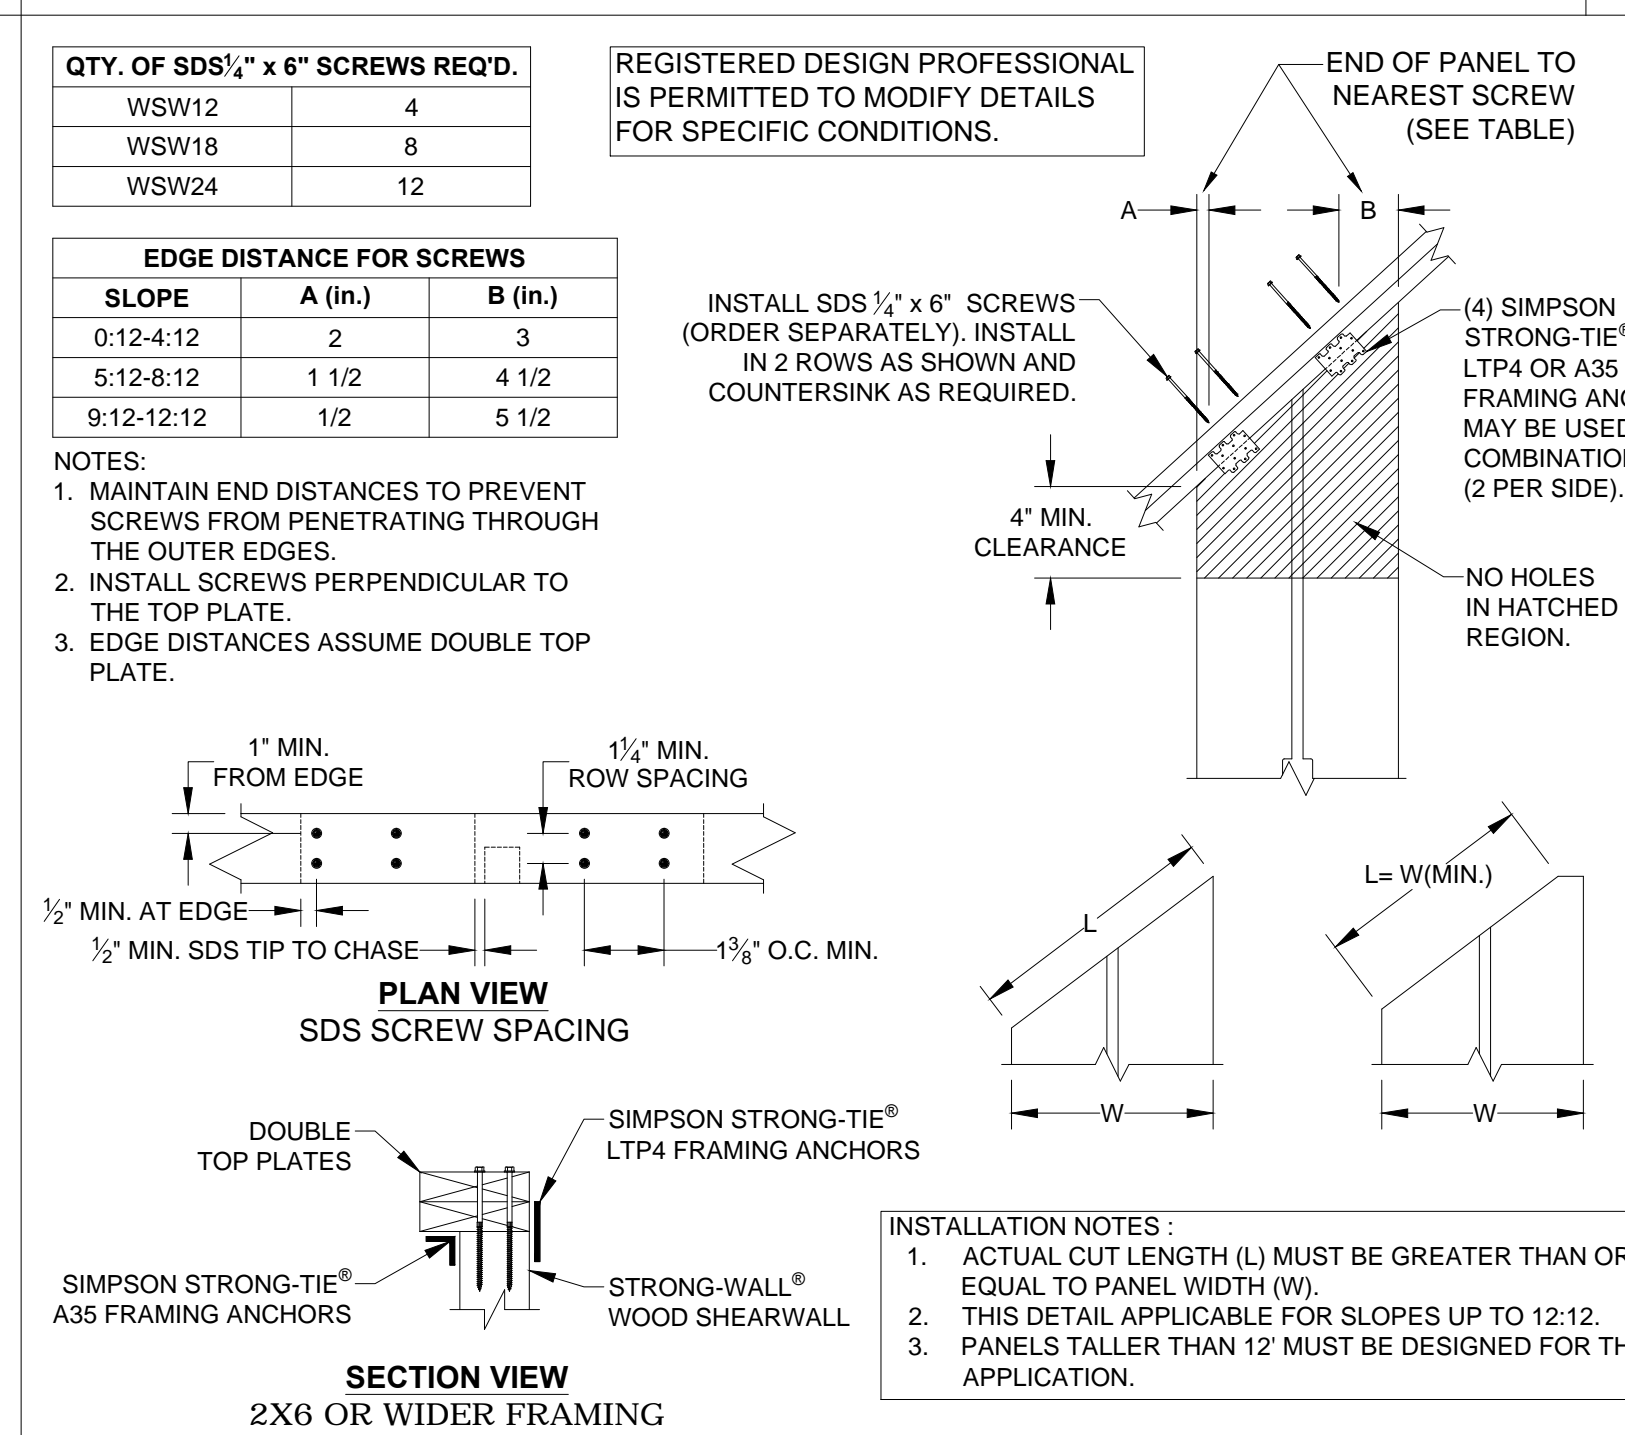 QTY. OF SDS¼" x 6" SCREWS REQ'D.
WSW12 4
WSW18 8
WSW24 12
EDGE DISTANCE FOR SCREWS
SLOPE A (in.) B (in.)
0:12-4:12 2 3
5:12-8:12 1 1/2 4 1/2
9:12-12:12 1/2 5 1/2
NOTES:
1. MAINTAIN END DISTANCES TO PREVENT
SCREWS FROM PENETRATING THROUGH
THE OUTER EDGES.
2. INSTALL SCREWS PERPENDICULAR TO
THE TOP PLATE.
3. EDGE DISTANCES ASSUME DOUBLE TOP
PLATE.
REGISTERED DESIGN PROFESSIONAL
IS PERMITTED TO MODIFY DETAILS
FOR SPECIFIC CONDITIONS.
END OF PANEL TO
NEAREST SCREW
(SEE TABLE)
A
B
INSTALL SDS ¼" x 6" SCREWS
(ORDER SEPARATELY). INSTALL
IN 2 ROWS AS SHOWN AND
COUNTERSINK AS REQUIRED.
(4) SIMPSON
STRONG-TIE®
LTP4 OR A35
FRAMING
MAY BE
(2 PER SIDE).
4" MIN.
CLEARANCE
NO HOLES
IN HATCHED
REGION.
1" MIN.
FROM EDGE
1¼" MIN.
ROW SPACING
½" MIN. AT EDGE
½" MIN. SDS TIP TO CHASE
1⅜" O.C. MIN.
PLAN VIEW
SDS SCREW SPACING
L
W
L= W(MIN.)
W
DOUBLE
TOP PLATES
SIMPSON STRONG-TIE®
LTP4 FRAMING ANCHORS
SIMPSON STRONG-TIE®
A35 FRAMING ANCHORS
STRONG-WALL®
WOOD SHEARWALL
SECTION VIEW
2X6 OR WIDER FRAMING
INSTALLATION NOTES :
1. ACTUAL CUT LENGTH (L) MUST BE GREATER THAN OR
EQUAL TO PANEL WIDTH (W).
2. THIS DETAIL APPLICABLE FOR SLOPES UP TO 12:12.
3. PANELS TALLER THAN 12' MUST BE DESIGNED FOR
APPLICATION.